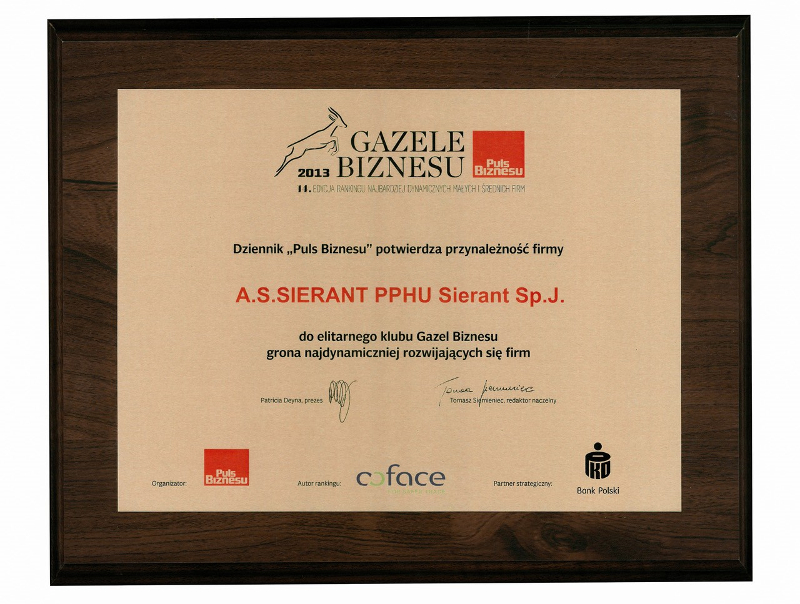 GAZELE
2013 BIZNESU
Puls Biznesu
14. EDYCJA RANKINGU NAJBARDZIEJ DYNAMICZNYCH MAŁYCH I ŚREDNICH FIRM
Dziennik „Puls Biznesu” potwierdza przynależność firmy
A.S.SIERANT PPHU Sierant Sp.J.
do elitarnego klubu Gazel Biznesu
grona najdynamiczniej rozwijających się firm
Patricia Deyna, prezes
Tomasz Siemieniec, redaktor naczelny
Organizator:
Puls Biznesu
Autor rankingu:
coface
Partner strategiczny:
PKO
Bank Polski